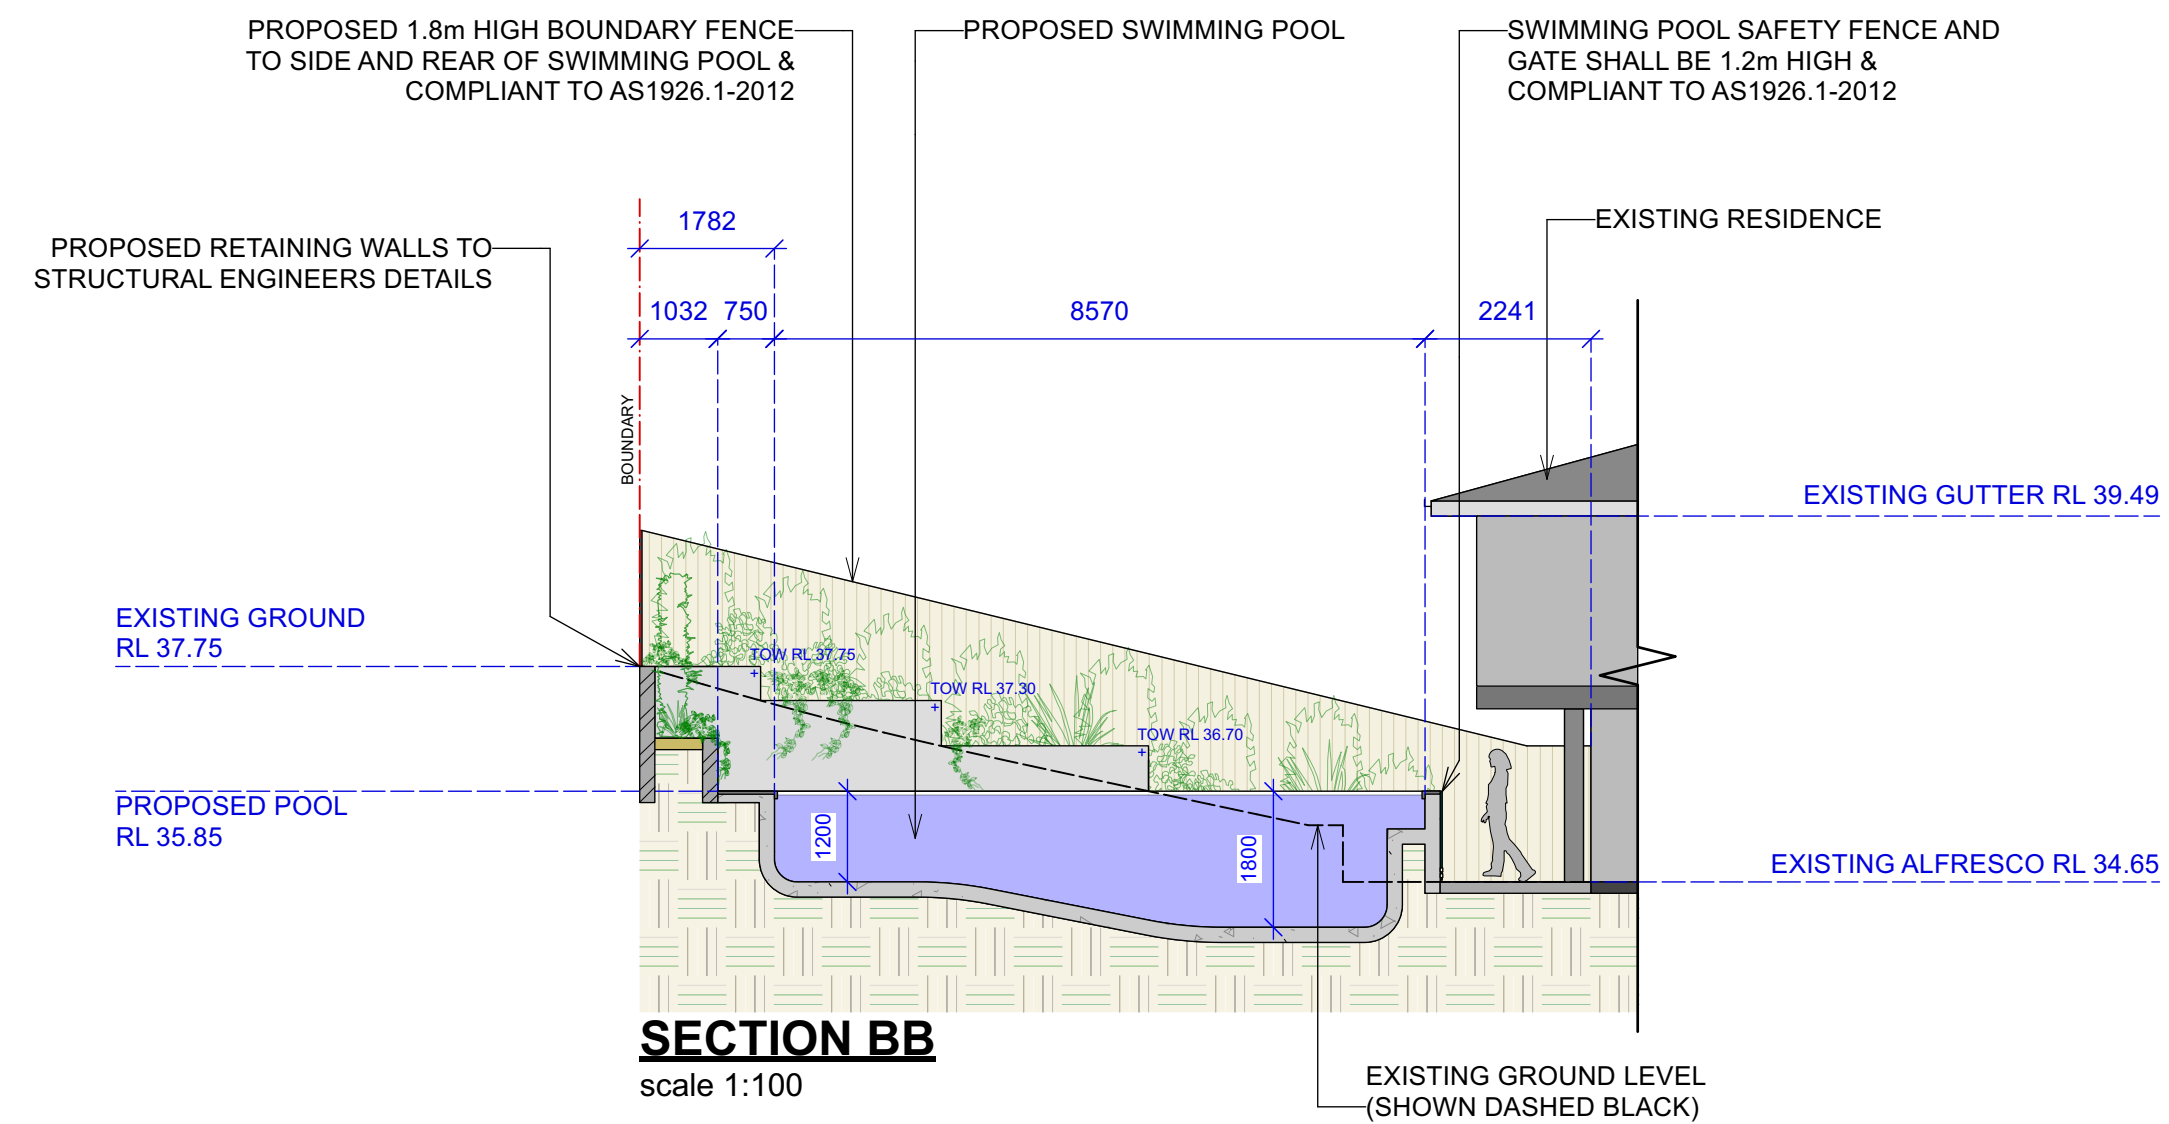 PROPOSED 1.8m HIGH BOUNDARY FENCE
TO SIDE AND REAR OF SWIMMING POOL &
COMPLIANT TO AS1926.1-2012
PROPOSED SWIMMING POOL
SWIMMING POOL SAFETY FENCE AND
GATE SHALL BE 1.2m HIGH &
COMPLIANT TO AS1926.1-2012
PROPOSED RETAINING WALLS TO
STRUCTURAL ENGINEERS DETAILS
1782
EXISTING RESIDENCE
1032
750
8570
2241
BOUNDARY
EXISTING GUTTER RL 39.49
EXISTING GROUND
RL 37.75
TOW RL 37.75
TOW RL 37.30
TOW RL 36.70
PROPOSED POOL
RL 35.85
1200
1800
EXISTING ALFRESCO RL 34.65
SECTION BB
scale 1:100
EXISTING GROUND LEVEL
(SHOWN DASHED BLACK)